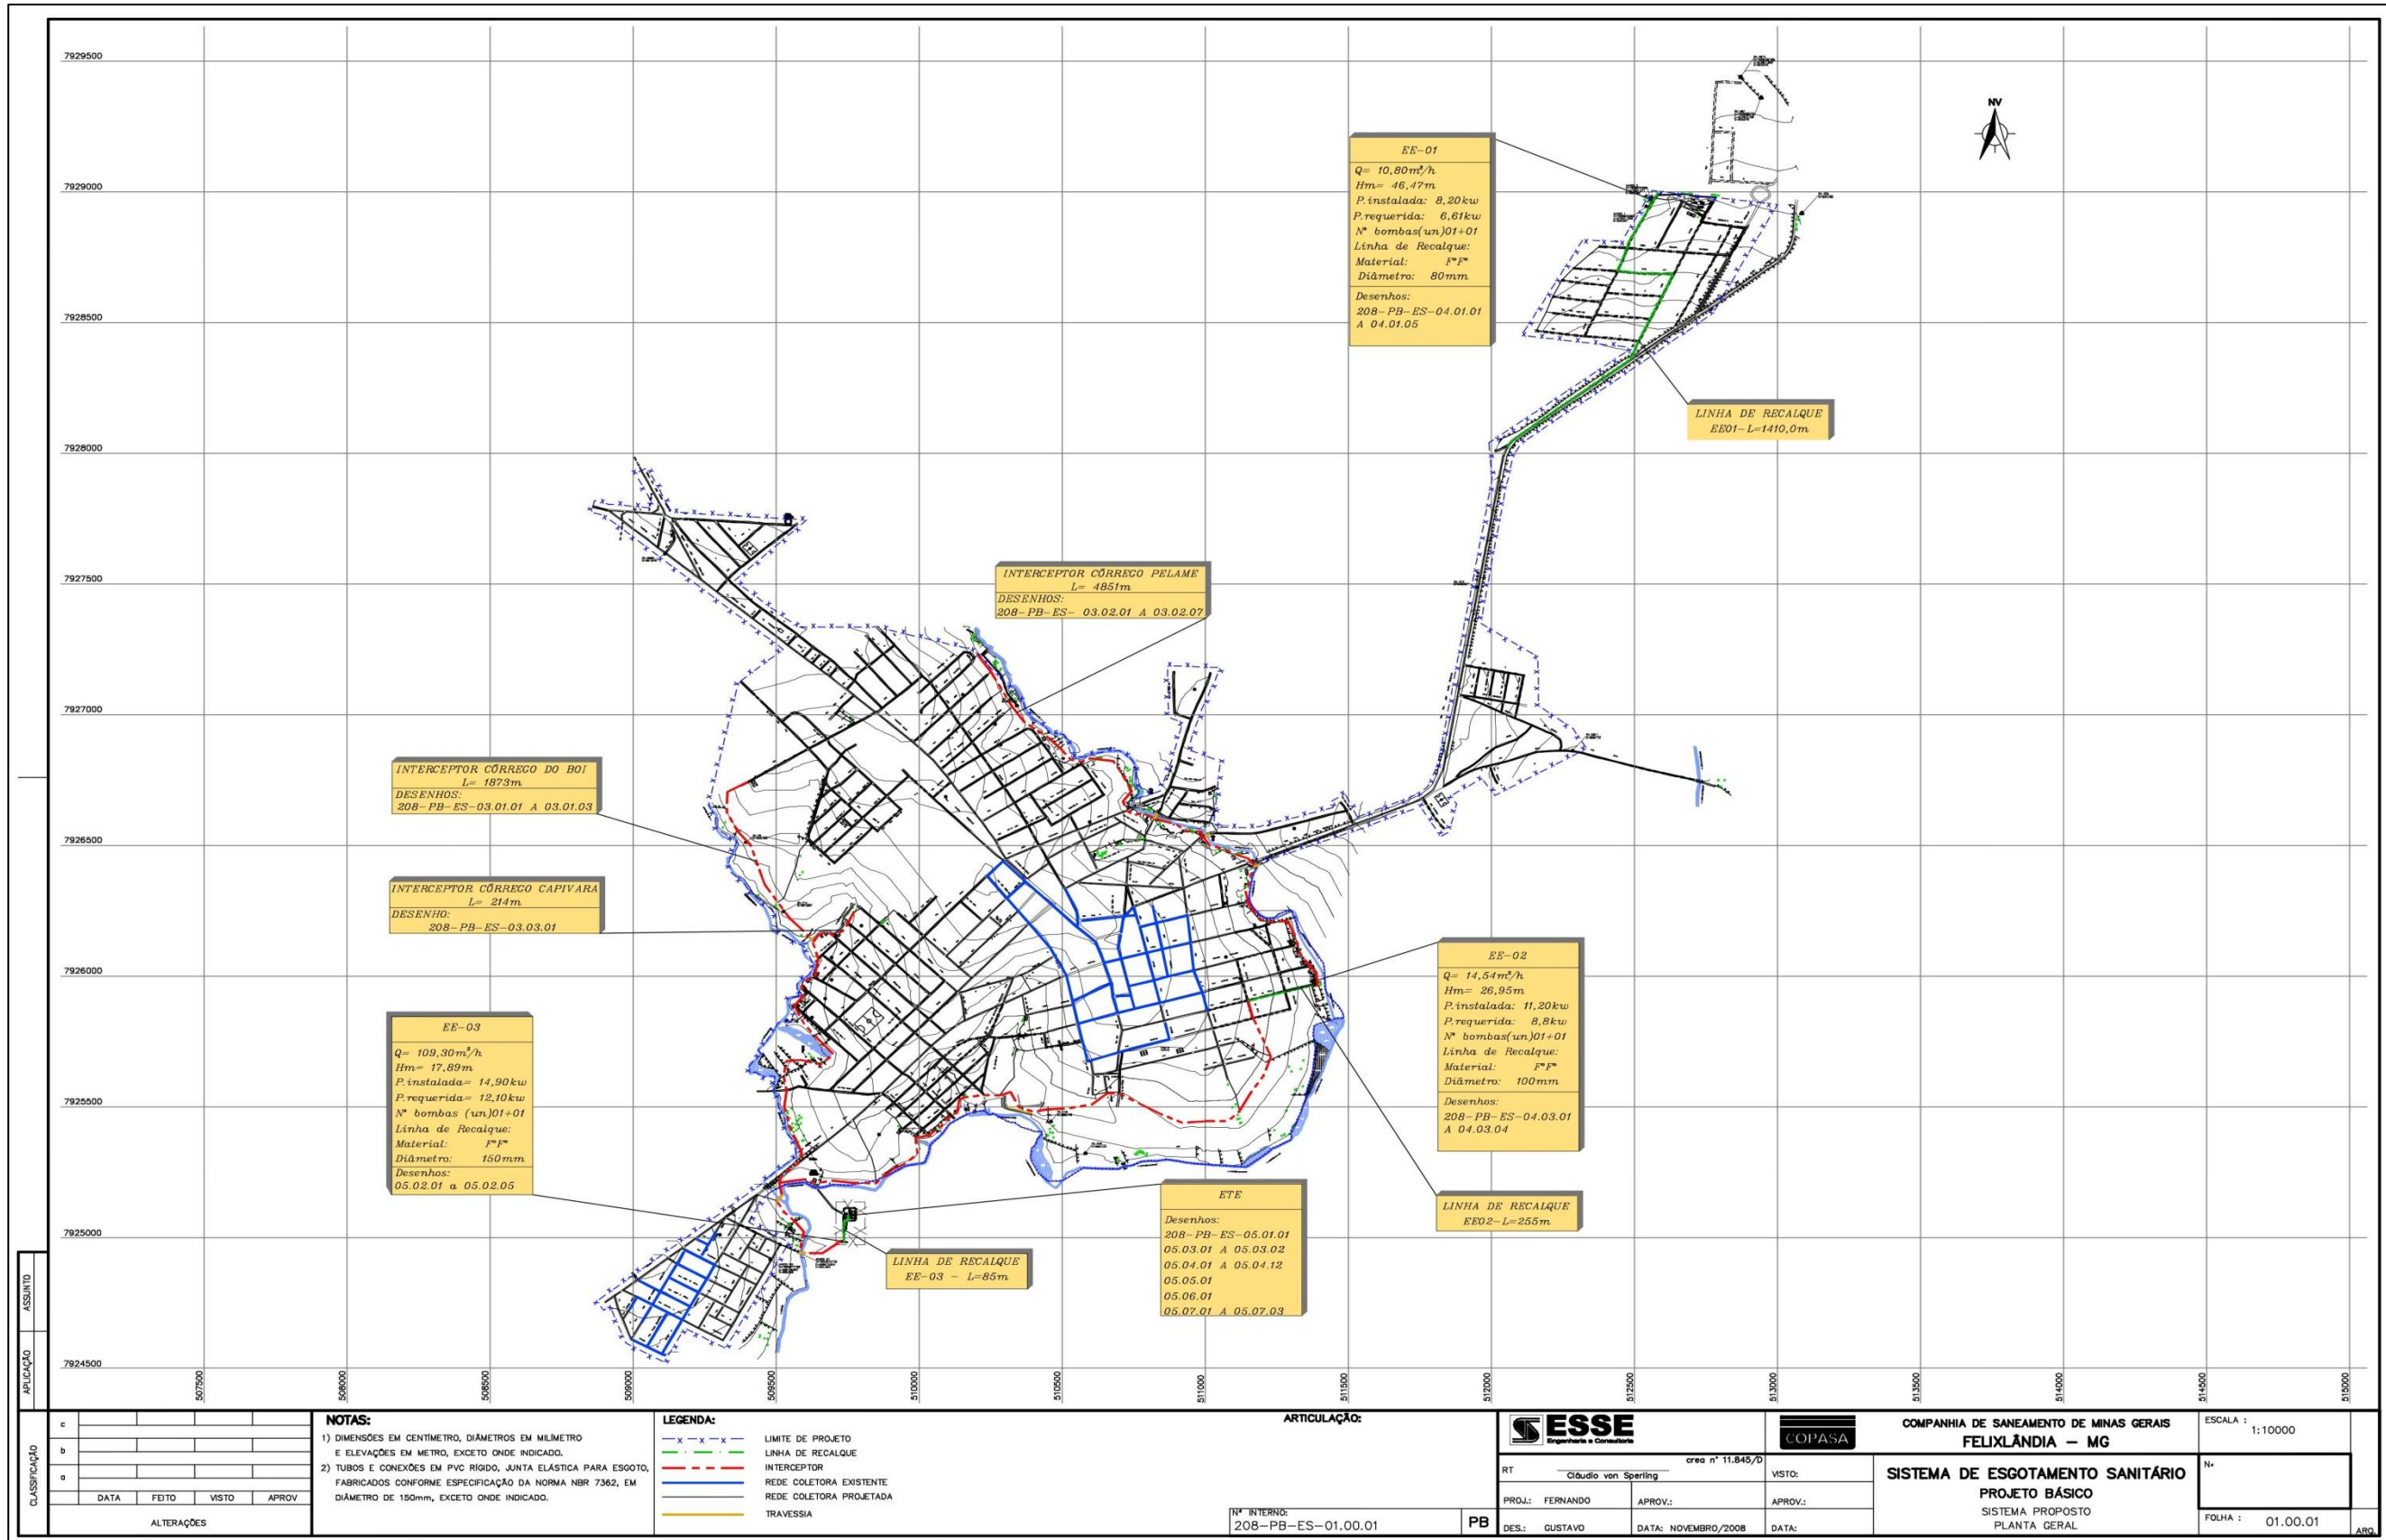 7929500
7929000
7928500
7928000
7927500
7927000
7926500
7926000
7925500
7925000
7924500
507500
508000
508500
509000
509500
510000
510500
511000
511500
512000
512500
513000
513500
514000
514500
515000
NV
EE-01
Q= 10,80m³/h
Hm= 46,47m
P.instalada: 8,20kw
P.requerida: 6,61kw
Nº bombas(un)01+01
Linha de Recalque:
Material: FºFº
Diâmetro: 80mm
Desenhos:
208-PB-ES-04.01.01
A 04.01.05
LINHA DE RECALQUE
EE01-L=1410,0m
INTERCEPTOR CÔRREGO PELAME
L= 4851m
DESENHOS:
208-PB-ES- 03.02.01 A 03.02.07
INTERCEPTOR CÔRREGO DO BOI
L= 1873m
DESENHOS:
208-PB-ES-03.01.01 A 03.01.03
INTERCEPTOR CÔRREGO CAPIVARA
L= 214m
DESENHO:
208-PB-ES-03.03.01
EE-03
Q= 109,30m³/h
Hm= 17,89m
P.instalada= 14,90kw
P.requerida= 12,10kw
Nº bombas (un)01+01
Linha de Recalque:
Material: FºFº
Diâmetro: 150mm
Desenhos:
05.02.01 a 05.02.05
EE-02
Q= 14,54m³/h
Hm= 26,95m
P.instalada: 11,20kw
P.requerida: 8,8kw
Nº bombas(un)01+01
Linha de Recalque:
Material: FºFº
Diâmetro: 100mm
Desenhos:
208-PB-ES-04.03.01
A 04.03.04
LINHA DE RECALQUE
EE02-L=255m
ETE
Desenhos:
208-PB-ES-05.01.01
05.03.01 A 05.03.02
05.04.01 A 05.04.12
05.05.01
05.06.01
05.07.01 A 05.07.03
LINHA DE RECALQUE
EE-03 - L=85m
ASSUNTO
APLICAÇÃO
CLASSIFICAÇÃO
c
b
a
DATA FEITO VISTO APROV
ALTERAÇÕES
NOTAS:
1) DIMENSÕES EM CENTÍMETRO, DIÂMETROS EM MILÍMETRO
E ELEVAÇÕES EM METRO, EXCETO ONDE INDICADO.
2) TUBOS E CONEXÕES EM PVC RÍGIDO, JUNTA ELÁSTICA PARA ESGOTO,
FABRICADOS CONFORME ESPECIFICAÇÃO DA NORMA NBR 7362, EM
DIÂMETRO DE 150mm, EXCETO ONDE INDICADO.
LEGENDA:
LIMITE DE PROJETO
LINHA DE RECALQUE
INTERCEPTOR
REDE COLETORA EXISTENTE
REDE COLETORA PROJETADA
TRAVESSIA
ARTICULAÇÃO:
Nº INTERNO:
208-PB-ES-01.00.01
PB
ESSE
Engenharia e Consultoria
crea nº 11.845/D
RT Cláudio von Sperling
PROJ.: FERNANDO
APROV.:
DES.: GUSTAVO
DATA: NOVEMBRO/2008
COPASA
VISTO:
APROV.:
DATA:
COMPANHIA DE SANEAMENTO DE MINAS GERAIS
FELIXLÂNDIA – MG
SISTEMA DE ESGOTAMENTO SANITÁRIO
PROJETO BÁSICO
SISTEMA PROPOSTO
PLANTA GERAL
ESCALA :
1:10000
Nº
FOLHA : 01.00.01
ARQ.